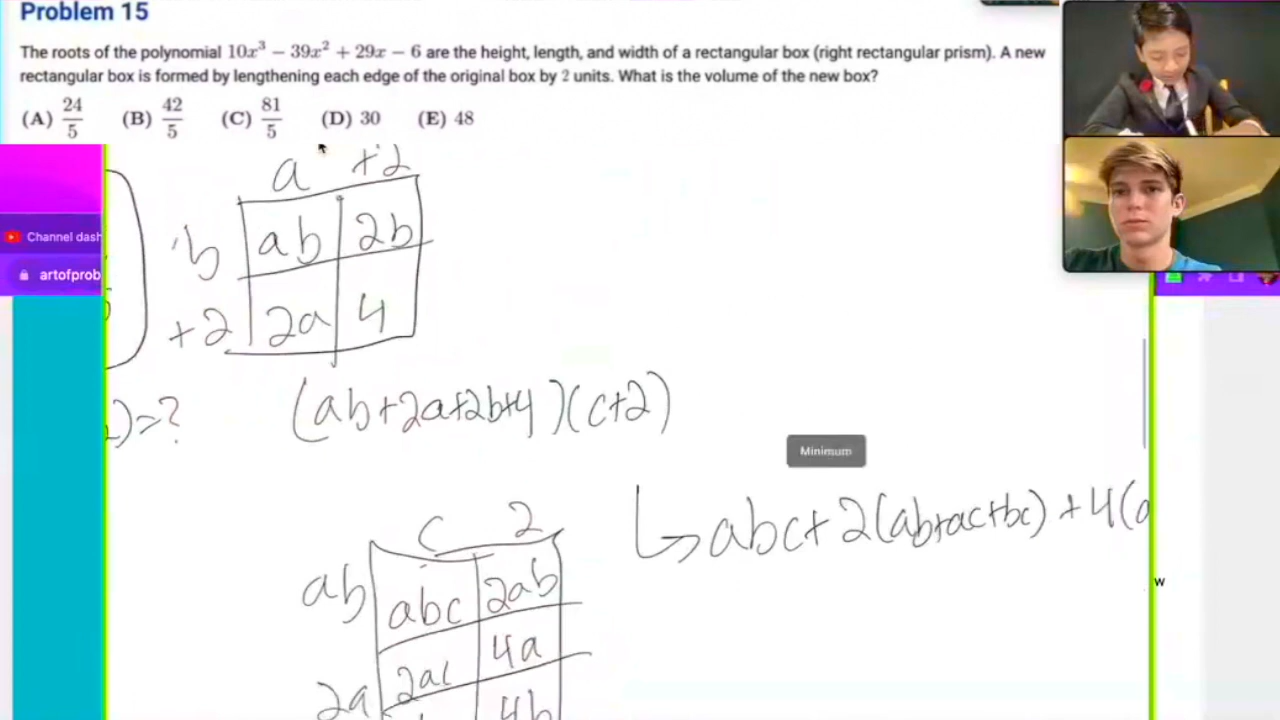 Problem 15
The roots of the polynomial 10x³ − 39x² + 29x − 6 are the height, length, and width of a rectangular box (right rectangular prism). A new
rectangular box is formed by lengthening each edge of the original box by 2 units. What is the volume of the new box?
(A) 24/5 (B) 42/5 (C) 81/5 (D) 30 (E) 48
a +2
b ab 2b
+2 2a 4
Channel dash
artofprob
)=? (ab+2a+2b+4)(c+2)
Minimum
↳ abc+2(ab+ac+bc)+4(a
c 2
ab abc 2ab
w
2a 2ac 4a
4b